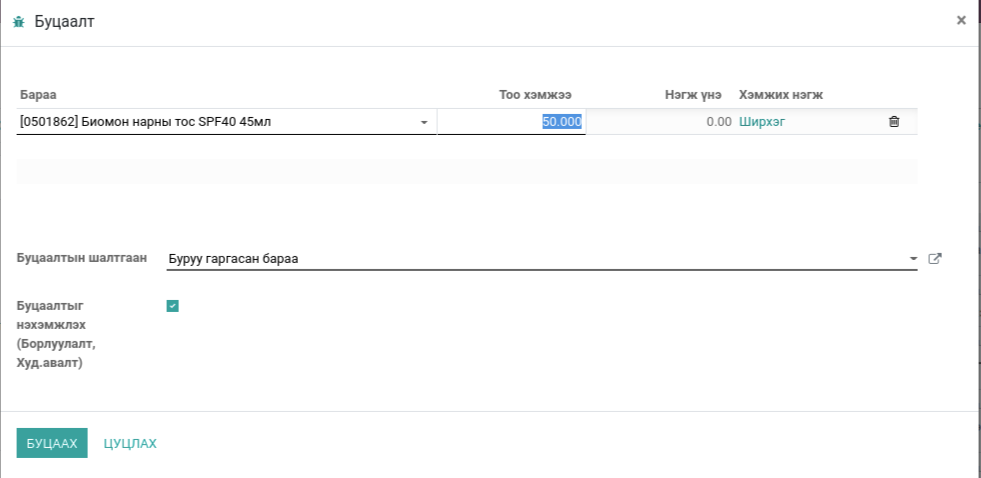 Буцаалт
×
Бараа Тоо хэмжээ Нэгж үнэ Хэмжих нэгж
[0501862] Биомон нарны тос SPF40 45мл 50.000 0.00 Ширхэг
Буцаалтын шалтгаан Буруу гаргасан бараа
Буцаалтыг
нэхэмжлэх
(Борлуулалт,
Худ.авалт)
БУЦААХ ЦУЦЛАХ